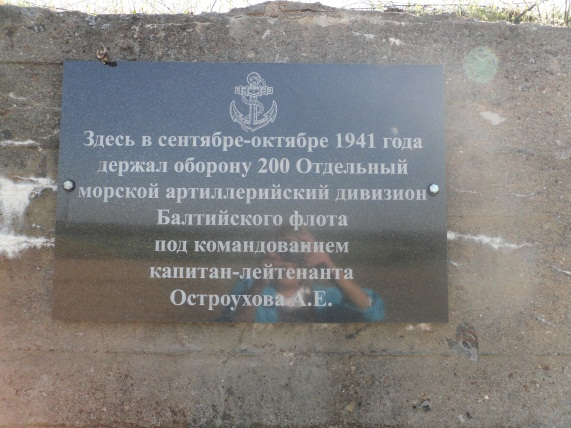 Здесь в сентябре-октябре 1941 года
держал оборону 200 Отдельный
морской артиллерийский дивизион
Балтийского флота
под командованием
капитан-лейтенанта
Остроухова А.Е.